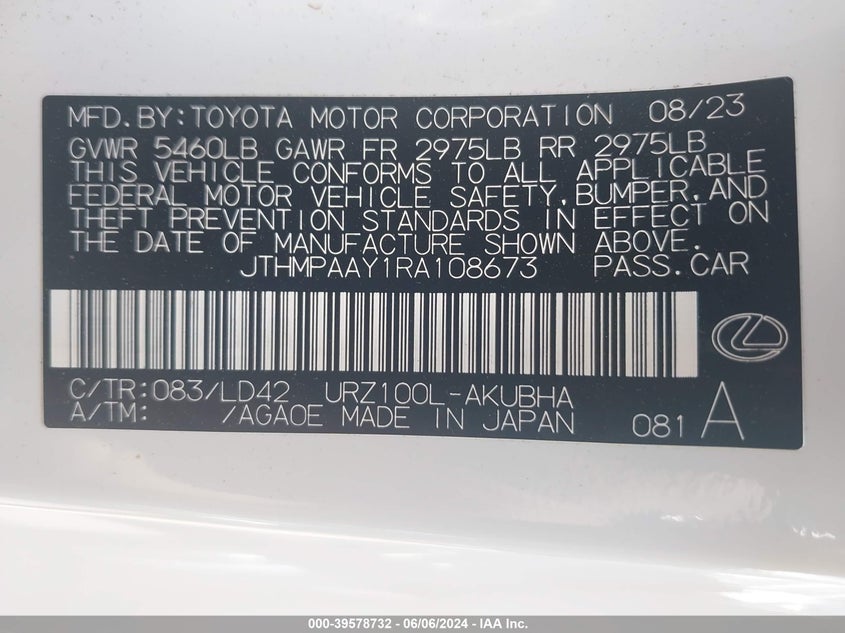 MFD.BY:TOYOTA MOTOR CORPORATION 08/23
GVWR 5460LB GAWR FR 2975LB RR 2975LB
THIS VEHICLE CONFORMS TO ALL APPLICABLE
FEDERAL MOTOR VEHICLE SAFETY,BUMPER,AND
THEFT PREVENTION STANDARDS IN EFFECT ON
THE DATE OF MANUFACTURE SHOWN ABOVE.
JTHMPAAY1RA108673 PASS.CAR
C/TR:083/LD42 URZ100L-AKUBHA
A/TM: /AGA0E MADE IN JAPAN 081 A
000-39578732 - 06/06/2024 - IAA Inc.